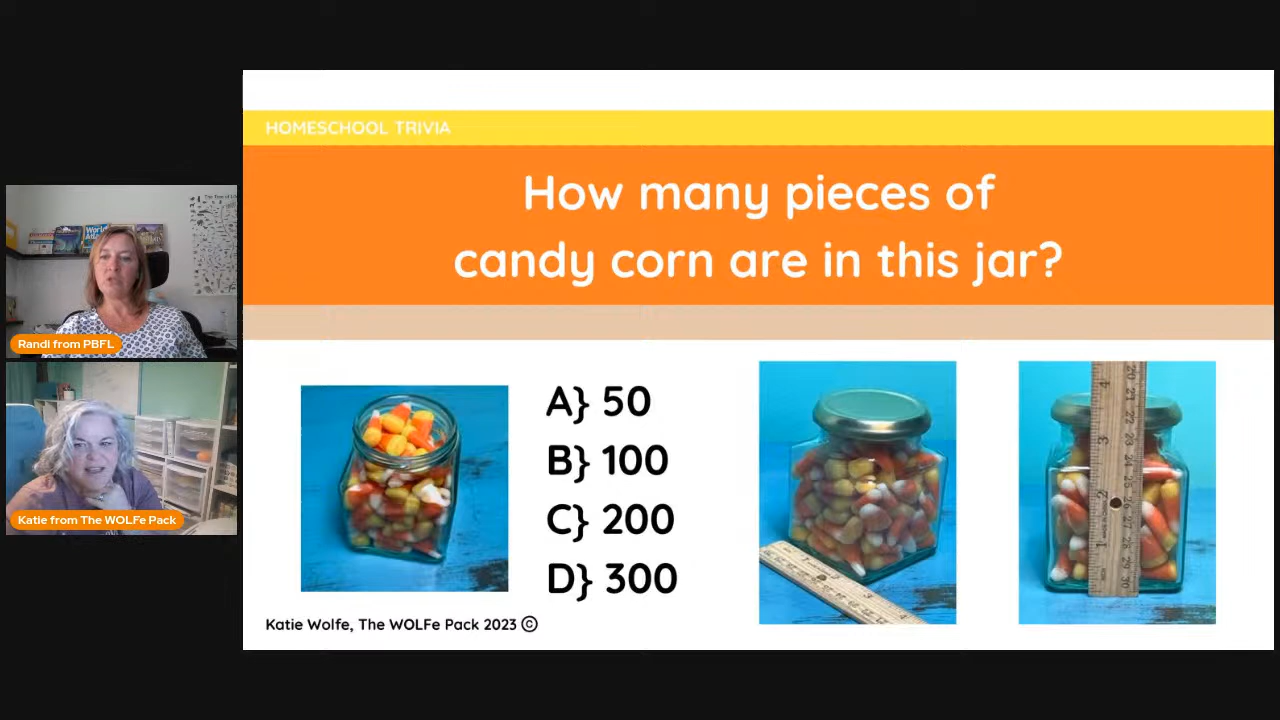 HOMESCHOOL TRIVIA
How many pieces of
candy corn are in this jar?
A} 50
B} 100
C} 200
D} 300
Katie Wolfe, The WOLFe Pack 2023 ©
Randi from PBFL
Katie from The WOLFe Pack